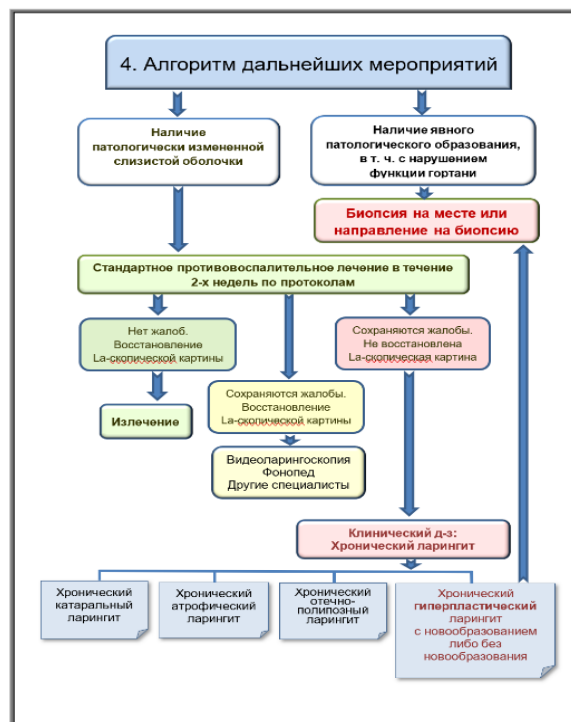 4. Алгоритм дальнейших мероприятий
Наличие
патологически измененной
слизистой оболочки
Наличие явного
патологического образования,
в т. ч. с нарушением
функции гортани
Биопсия на месте или
направление на биопсию
Стандартное противовоспалительное лечение в течение
2-х недель по протоколам
Нет жалоб.
Восстановление
La-скопической картины
Сохраняются жалобы.
Восстановление
La-скопической картины
Сохраняются жалобы.
Не восстановлена
La-скопическая картина
Излечение
Видеоларингоскопия
Фонопед
Другие специалисты
Клинический д-з:
Хронический ларингит
Хронический
катаральный
ларингит
Хронический
атрофический
ларингит
Хронический
отечно-
полипозный
ларингит
Хронический
гиперпластический
ларингит
с новообразованием
либо без
новообразования